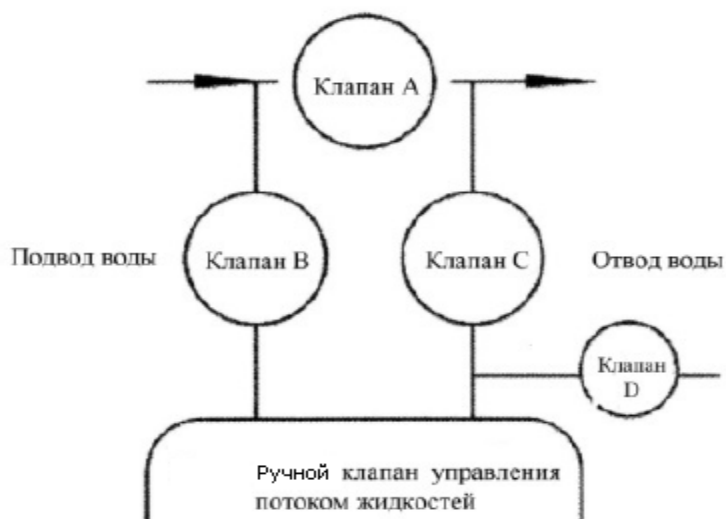 Клапан А
Подвод воды
Клапан В
Клапан С
Отвод воды
Клапан
D
Ручной клапан управления
потоком жидкостей